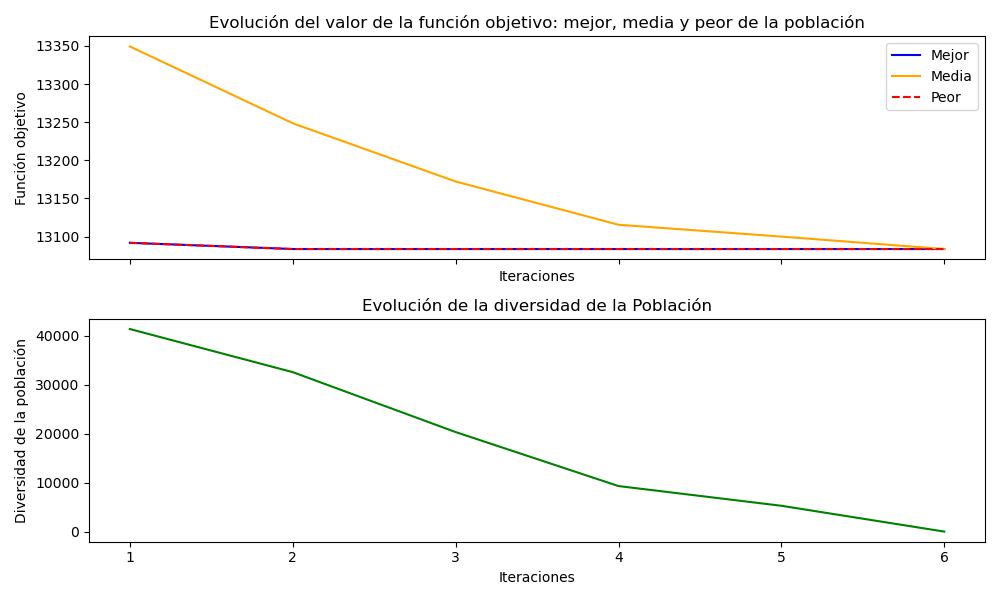 Evolución del valor de la función objetivo: mejor, media y peor de la población
13350
13300
13250
13200
13150
13100
Función objetivo
Mejor
Media
Peor
Iteraciones
Evolución de la diversidad de la Población
40000
30000
20000
10000
0
Diversidad de la población
1 2 3 4 5 6
Iteraciones